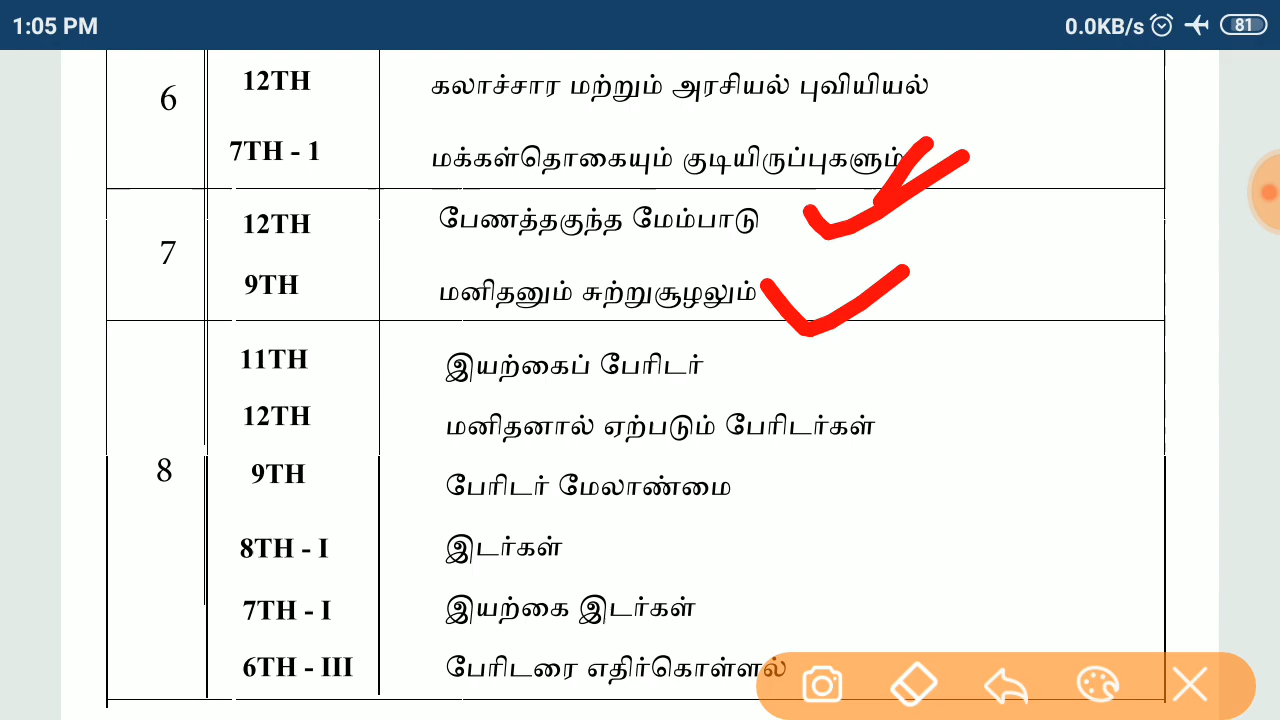 1:05 PM 0.0KB/s 81
6 12TH கலாச்சார மற்றும் அரசியல் புவியியல்
7TH - 1 மக்கள்தொகையும் குடியிருப்புகளும்
7 12TH பேணத்தகுந்த மேம்பாடு
9TH மனிதனும் சுற்றுசூழலும்
8 11TH இயற்கைப் பேரிடர்
12TH மனிதனால் ஏற்படும் பேரிடர்கள்
9TH பேரிடர் மேலாண்மை
8TH - I இடர்கள்
7TH - I இயற்கை இடர்கள்
6TH - III பேரிடரை எதிர்கொள்ளல்